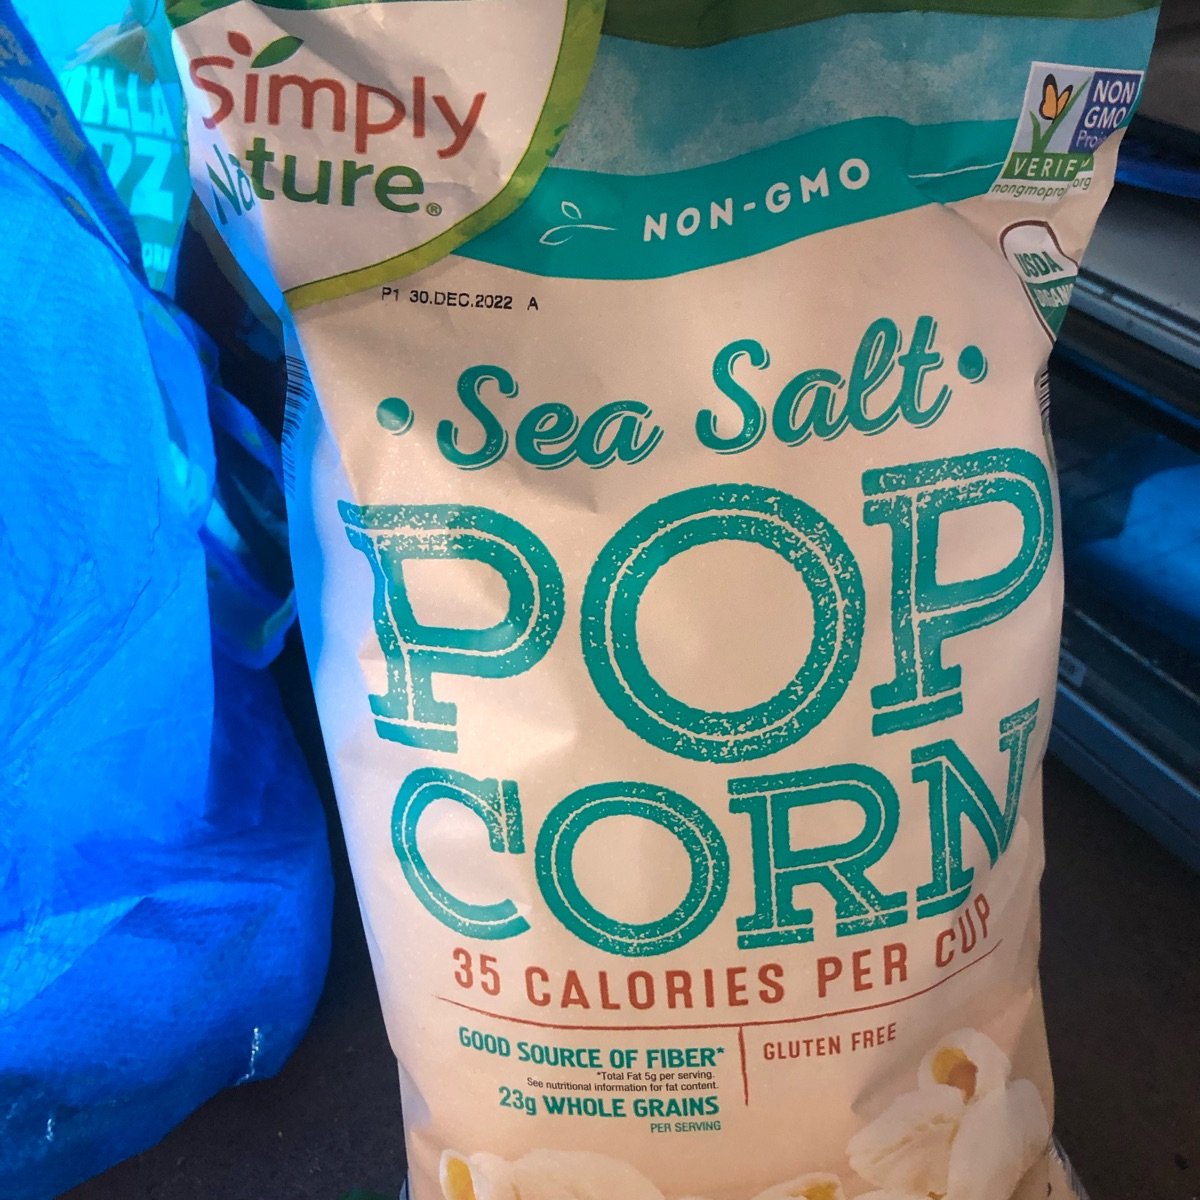 Simply
Nature®
NON-GMO
NON
GMO
VERIF
USDA
P1 30.DEC.2022 A
Sea Salt
POP
CORN
35 CALORIES PER CUP
GOOD SOURCE OF FIBER*
*Total Fat 5g per serving.
See nutritional information for fat content.
23g WHOLE GRAINS
PER SERVING
GLUTEN FREE